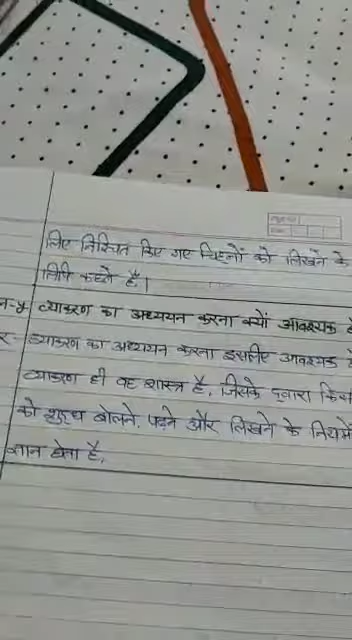 लिए निश्चित किए गए चिह्नों को लिखने के
लिपि कहते हैं।
न-५ व्याकरण का अध्ययन करना क्यों आवश्यक है
र- व्याकरण का अध्ययन करना इसलिए आवश्यक है
व्याकरण ही वह शास्त्र है, जिसके द्वारा किस
को शुद्ध बोलने, पढ़ने और लिखने के नियमों
ज्ञान होता है,